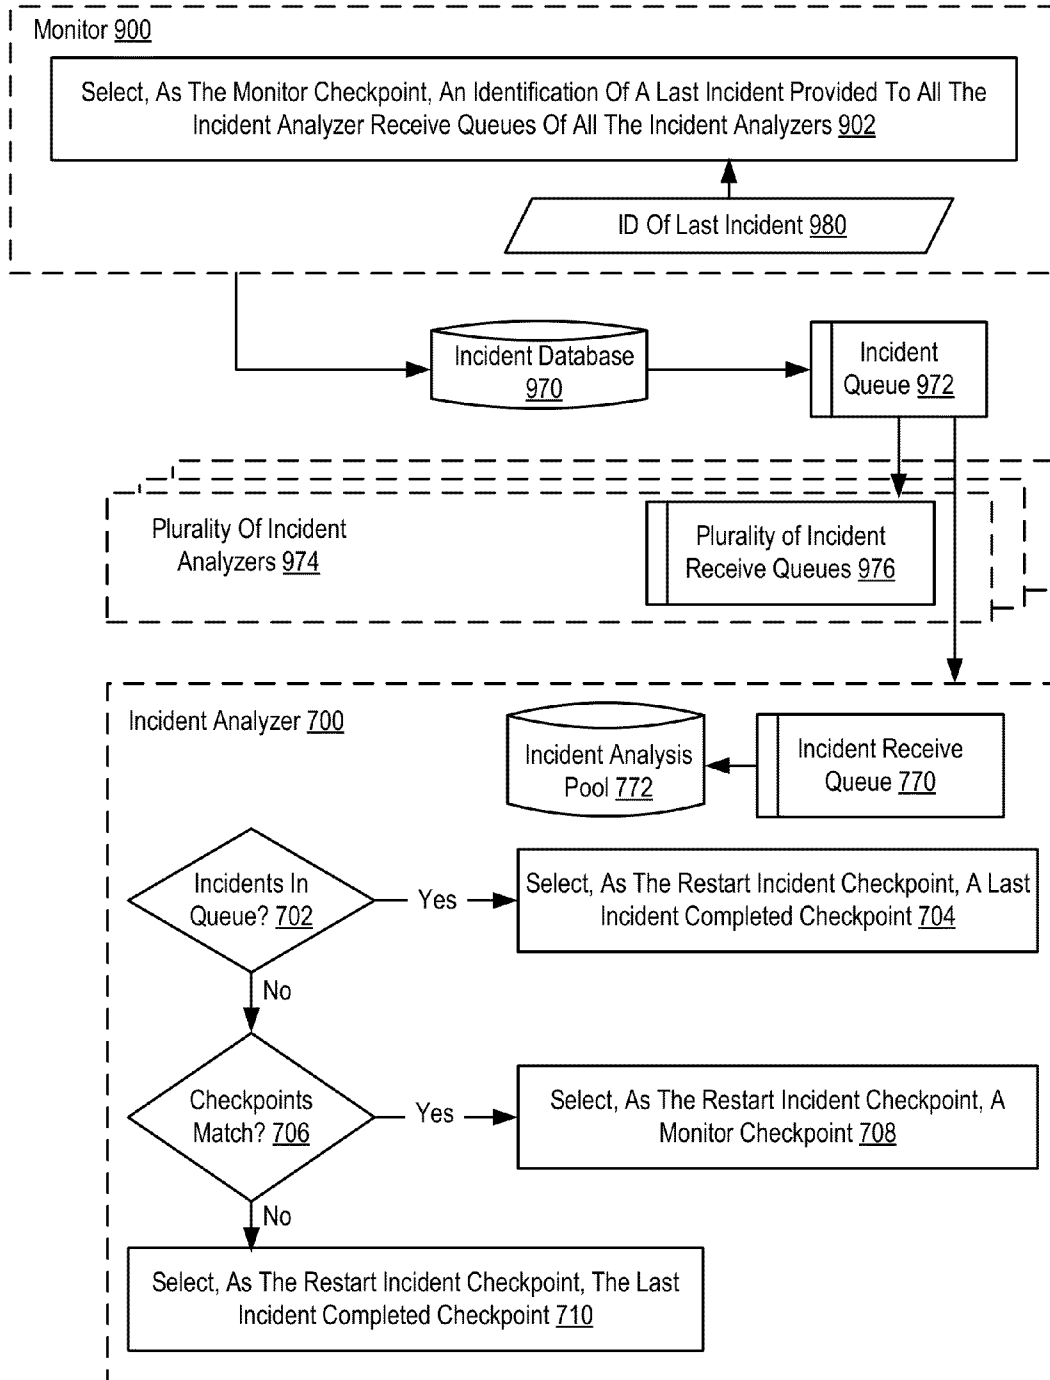 Monitor 900
Select, As The Monitor Checkpoint, An Identification Of A Last Incident Provided To All The
Incident Analyzer Receive Queues Of All The Incident Analyzers 902
ID Of Last Incident 980
Incident Database
970
Incident
Queue 972
Plurality Of Incident
Analyzers 974
Plurality of Incident
Receive Queues 976
Incident Analyzer 700
Incident Analysis
Pool 772
Incident Receive
Queue 770
Incidents In
Queue? 702
Yes
Select, As The Restart Incident Checkpoint, A Last
Incident Completed Checkpoint 704
No
Checkpoints
Match? 706
Yes
Select, As The Restart Incident Checkpoint, A
Monitor Checkpoint 708
No
Select, As The Restart Incident Checkpoint, The Last
Incident Completed Checkpoint 710